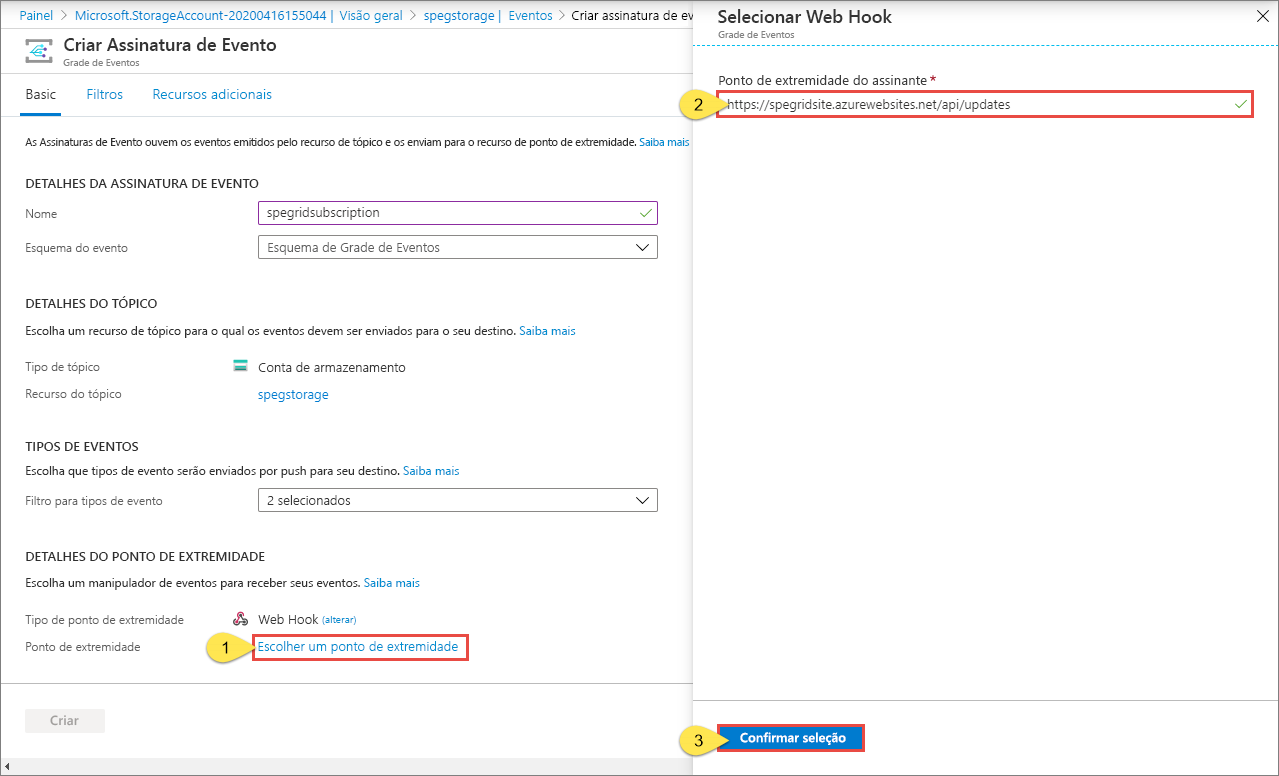 Painel > Microsoft.StorageAccount-20200416155044 | Visão geral > spegstorage | Eventos > Criar assinatura de ev
Criar Assinatura de Evento
Grade de Eventos
Basic Filtros Recursos adicionais
As Assinaturas de Evento ouvem os eventos emitidos pelo recurso de tópico e os enviam para o recurso de ponto de extremidade. Saiba mais
DETALHES DA ASSINATURA DE EVENTO
Nome spegridsubscription
Esquema do evento Esquema de Grade de Eventos
DETALHES DO TÓPICO
Escolha um recurso de tópico para o qual os eventos devem ser enviados para o seu destino. Saiba mais
Tipo de tópico Conta de armazenamento
Recurso do tópico spegstorage
TIPOS DE EVENTOS
Escolha que tipos de evento serão enviados por push para seu destino. Saiba mais
Filtro para tipos de evento 2 selecionados
DETALHES DO PONTO DE EXTREMIDADE
Escolha um manipulador de eventos para receber seus eventos. Saiba mais
Tipo de ponto de extremidade Web Hook (alterar)
Ponto de extremidade 1 Escolher um ponto de extremidade
Criar
Selecionar Web Hook
Grade de Eventos
Ponto de extremidade do assinante *
2 https://spegridsite.azurewebsites.net/api/updates
3 Confirmar seleção